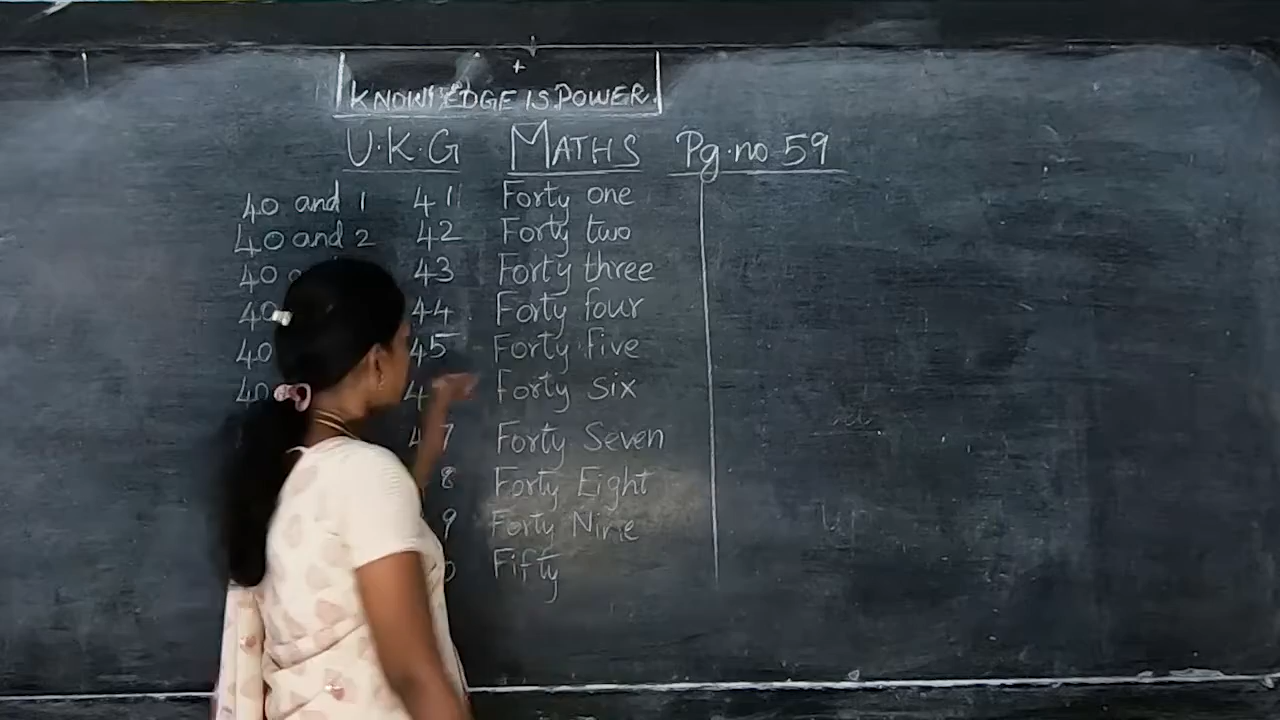 KNOWLEDGE IS POWER.
U.K.G MATHS Pg.no 59
40 and 1 41 Forty one
40 and 2 42 Forty two
40 43 Forty three
40 44 Forty four
40 45 Forty five
40 4 Forty six
47 Forty Seven
8 Forty Eight
9 Forty Nine
0 Fifty